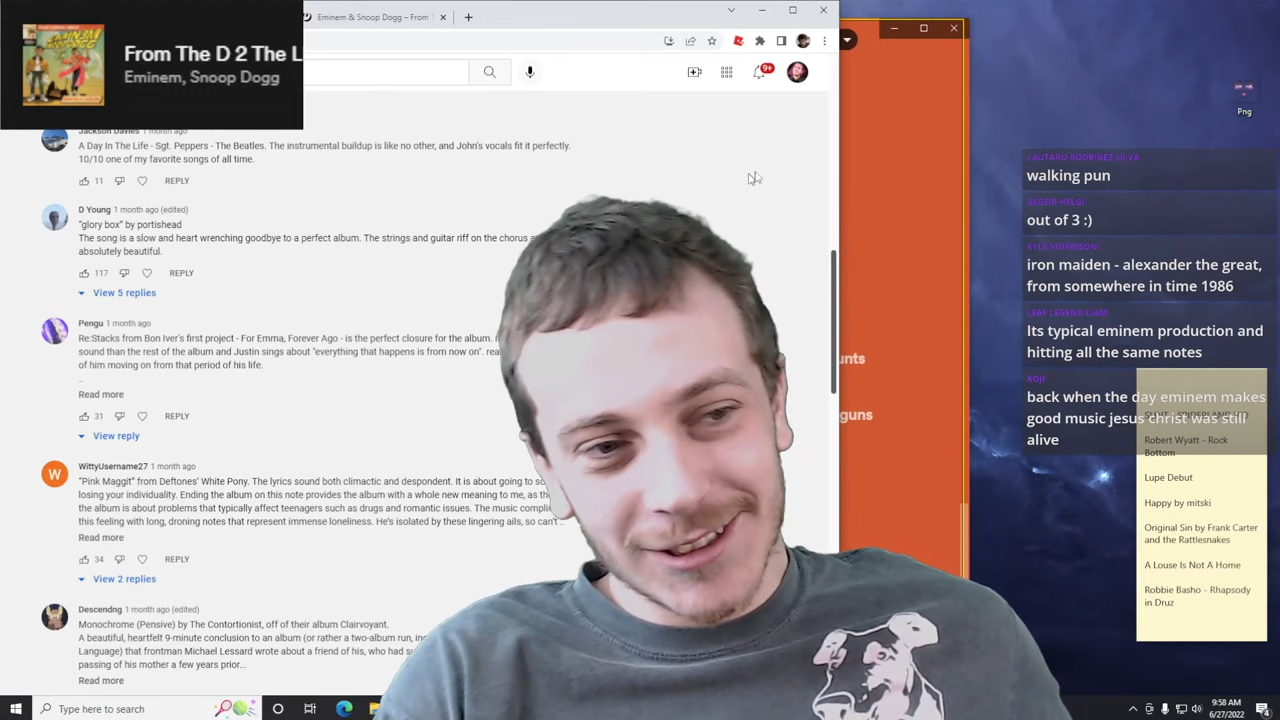 From The D 2 The L
Eminem, Snoop Dogg
Eminem & Snoop Dogg – From T
9+
Png
Jackson Davies 1 month ago
A Day In The Life - Sgt. Peppers - The Beatles. The instrumental buildup is like no other, and John's vocals fit it perfectly.
10/10 one of my favorite songs of all time.
11 REPLY
D Young 1 month ago (edited)
"glory box" by portishead
The song is a slow and heart wrenching goodbye to a perfect album. The strings and guitar riff on the chorus
absolutely beautiful.
117 REPLY
View 5 replies
Pengu 1 month ago
Re:Stacks from Bon Iver's first project - For Emma, Forever Ago - is the perfect closure for the album.
sound than the rest of the album and Justin sings about "everything that happens is from now on".
of him moving on from that period of his life.
..
Read more
31 REPLY
View reply
WittyUsername27 1 month ago
"Pink Maggit" from Deftones' White Pony. The lyrics sound both climactic and despondent. It is about going to
losing your individuality. Ending the album on this note provides the album with a whole new meaning to me, as
the album is about problems that typically affect teenagers such as drugs and romantic issues. The music
this feeling with long, droning notes that represent immense loneliness. He's isolated by these lingering ails, so can't ..
Read more
34 REPLY
View 2 replies
Descendng 1 month ago (edited)
Monochrome (Pensive) by The Contortionist, off of their album Clairvoyant.
A beautiful, heartfelt 9-minute conclusion to an album (or rather a two-album run,
Language) that frontman Michael Lessard wrote about a friend of his, who had
passing of his mother a few years prior...
Read more
unts
guns
LAUTARO RODRIGEZ SILVA
walking pun
ASGEIR HELGI
out of 3 :)
KYLE MORRISON
iron maiden - alexander the great,
from somewhere in time 1986
LEAF LEGEND LIAM
Its typical eminem production and
hitting all the same notes
KOJI
back when the day eminem makes
good music jesus christ was still
alive
Robert Wyatt - Rock
Bottom
Lupe Debut
Happy by mitski
Original Sin by Frank Carter
and the Rattlesnakes
A Louse Is Not A Home
Robbie Basho - Rhapsody
in Druz
Type here to search
9:58 AM
6/27/2022
4